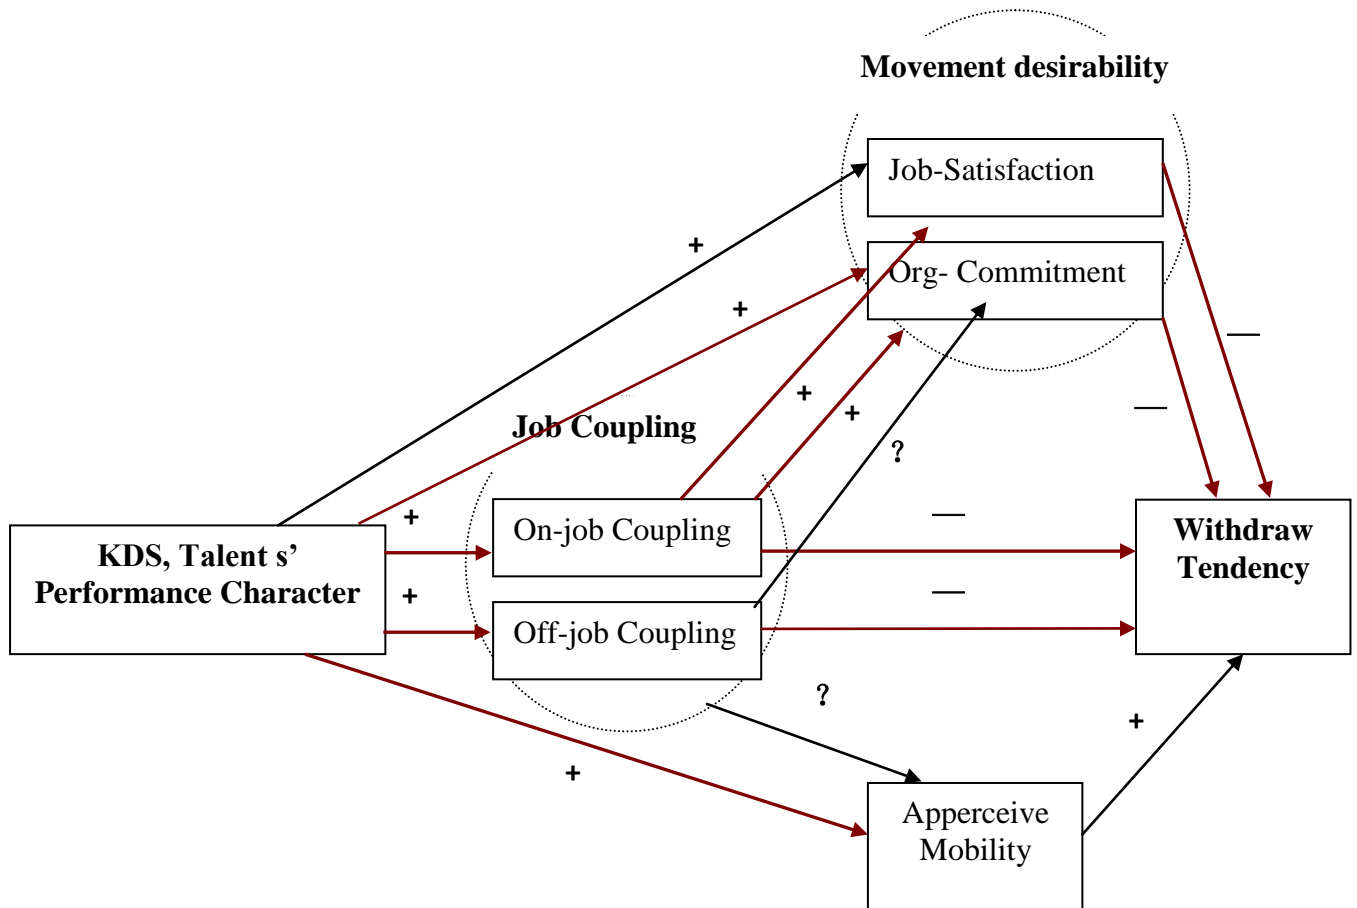 Movement desirability
Job-Satisfaction
+
Org- Commitment
+
—
+
—
+
Job Coupling
?
+
On-job Coupling
—
Withdraw
Tendency
KDS, Talent s’
Performance Character
+
—
Off-job Coupling
?
+
+
Apperceive
Mobility